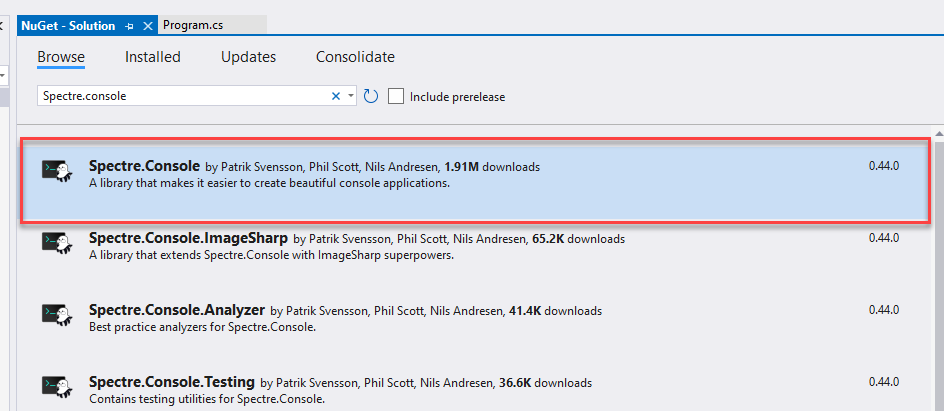 NuGet - Solution
Program.cs
Browse Installed Updates Consolidate
Spectre.console
Include prerelease
Spectre.Console by Patrik Svensson, Phil Scott, Nils Andresen, 1.91M downloads 0.44.0
A library that makes it easier to create beautiful console applications.
Spectre.Console.ImageSharp by Patrik Svensson, Phil Scott, Nils Andresen, 65.2K downloads 0.44.0
A library that extends Spectre.Console with ImageSharp superpowers.
Spectre.Console.Analyzer by Patrik Svensson, Phil Scott, Nils Andresen, 41.4K downloads 0.44.0
Best practice analyzers for Spectre.Console.
Spectre.Console.Testing by Patrik Svensson, Phil Scott, Nils Andresen, 36.6K downloads 0.44.0
Contains testing utilities for Spectre.Console.